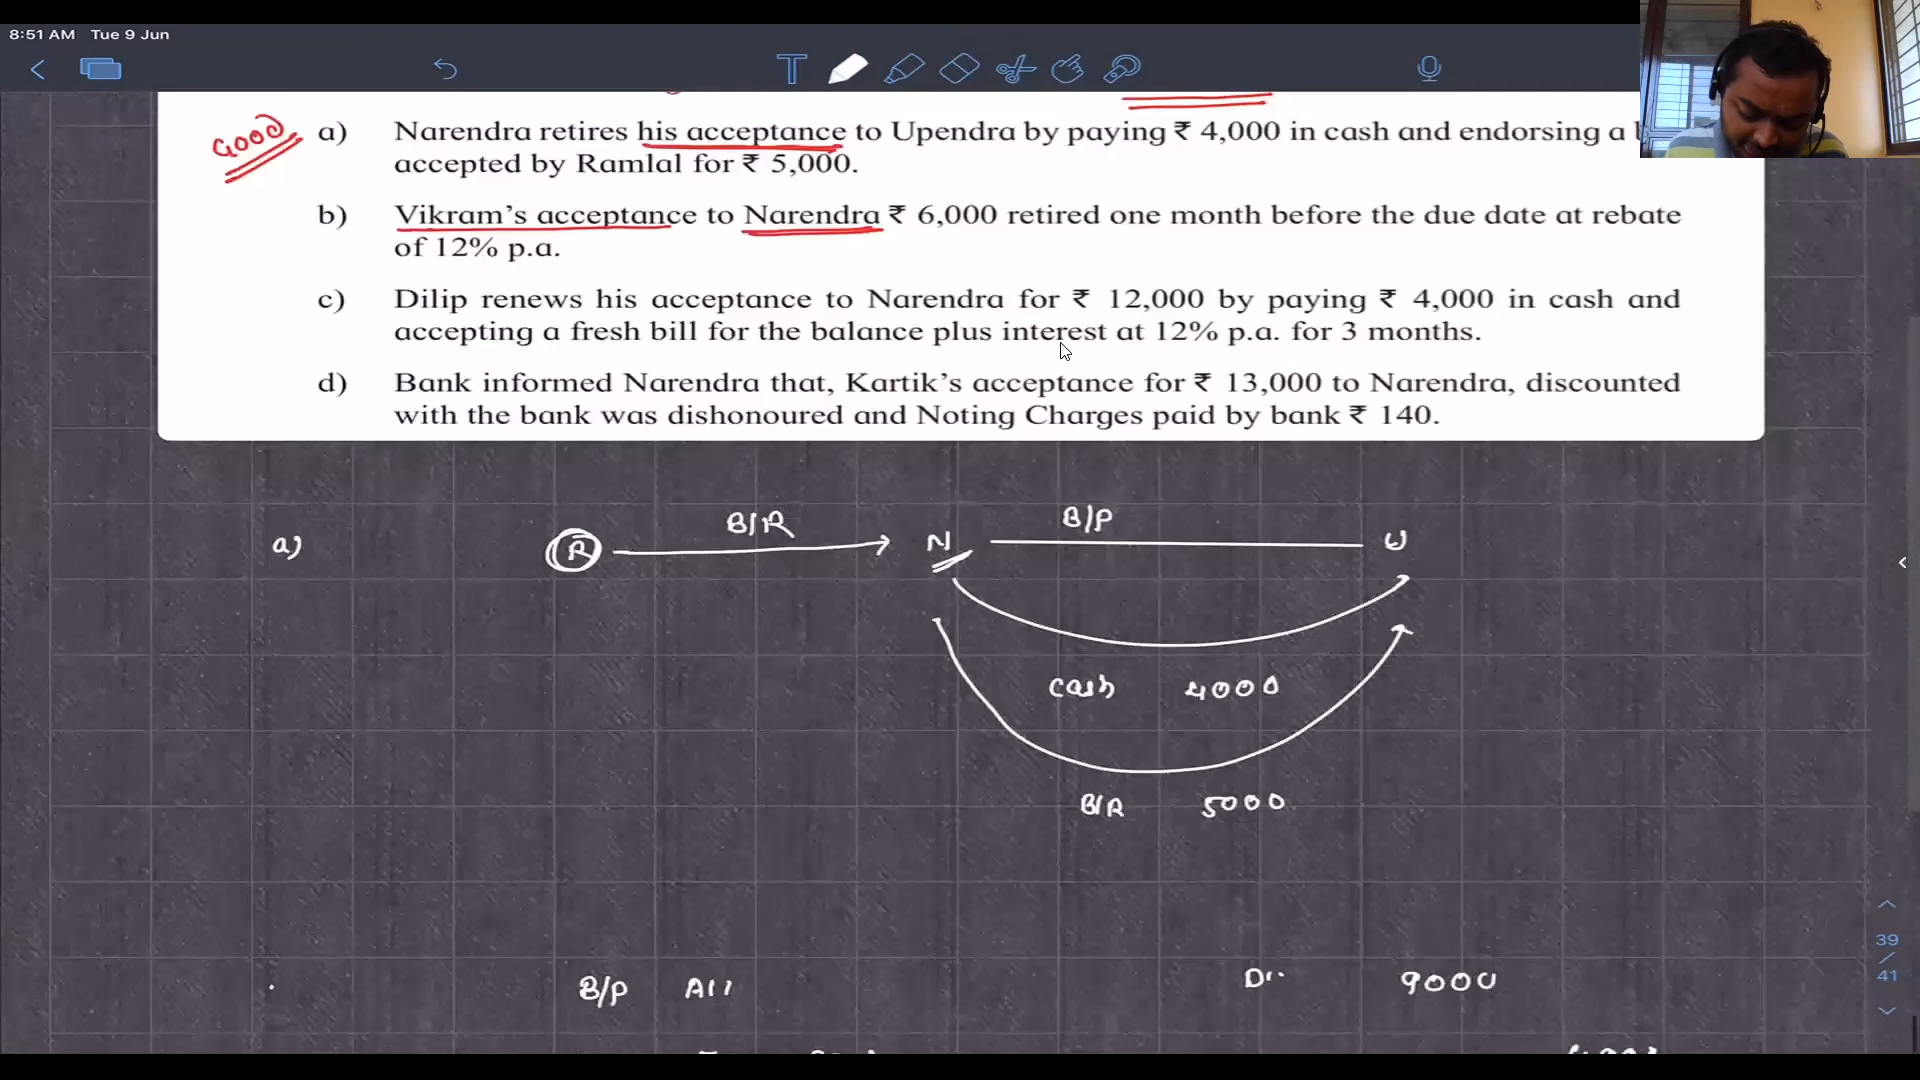 8:51 AM Tue 9 Jun
T
Good
a) Narendra retires his acceptance to Upendra by paying ₹ 4,000 in cash and endorsing a
accepted by Ramlal for ₹ 5,000.
b) Vikram’s acceptance to Narendra ₹ 6,000 retired one month before the due date at rebate
of 12% p.a.
c) Dilip renews his acceptance to Narendra for ₹ 12,000 by paying ₹ 4,000 in cash and
accepting a fresh bill for the balance plus interest at 12% p.a. for 3 months.
d) Bank informed Narendra that, Kartik’s acceptance for ₹ 13,000 to Narendra, discounted
with the bank was dishonoured and Noting Charges paid by bank ₹ 140.
a) R B/R N B/P U
cash 4000
B/R 5000
B/P A11 D.. 9000
39
/
41